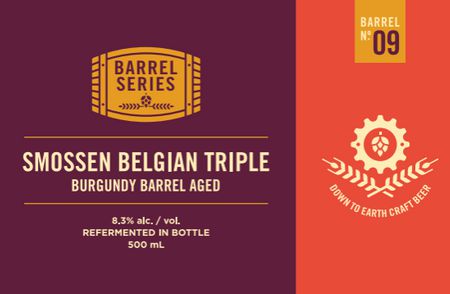 BARREL
SERIES
SMOSSEN BELGIAN TRIPLE
BURGUNDY BARREL AGED
8.3% alc. / vol.
REFERMENTED IN BOTTLE
500 mL
BARREL
Nº 09
DOWN TO EARTH CRAFT BEER